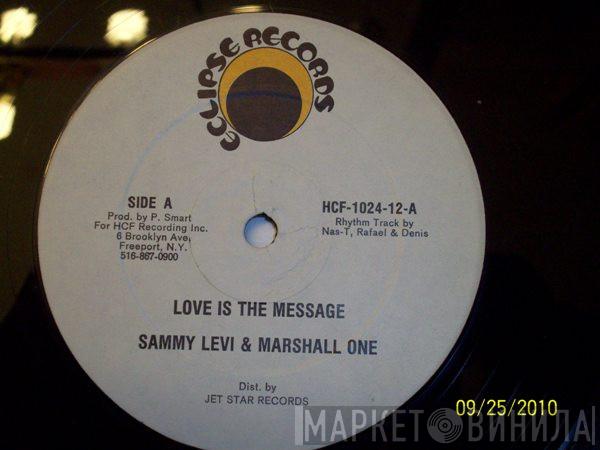 ECLIPSE RECORDS
SIDE A
Prod. by P. Smart
For HCF Recording Inc.
6 Brooklyn Ave,
Freeport, N.Y.
516-867-0900
HCF-1024-12-A
Rhythm Track by
Nas-T, Rafael & Denis
LOVE IS THE MESSAGE
SAMMY LEVI & MARSHALL ONE
Dist. by
JET STAR RECORDS
09/25/2010
МАРКЕТ ВИНИЛА